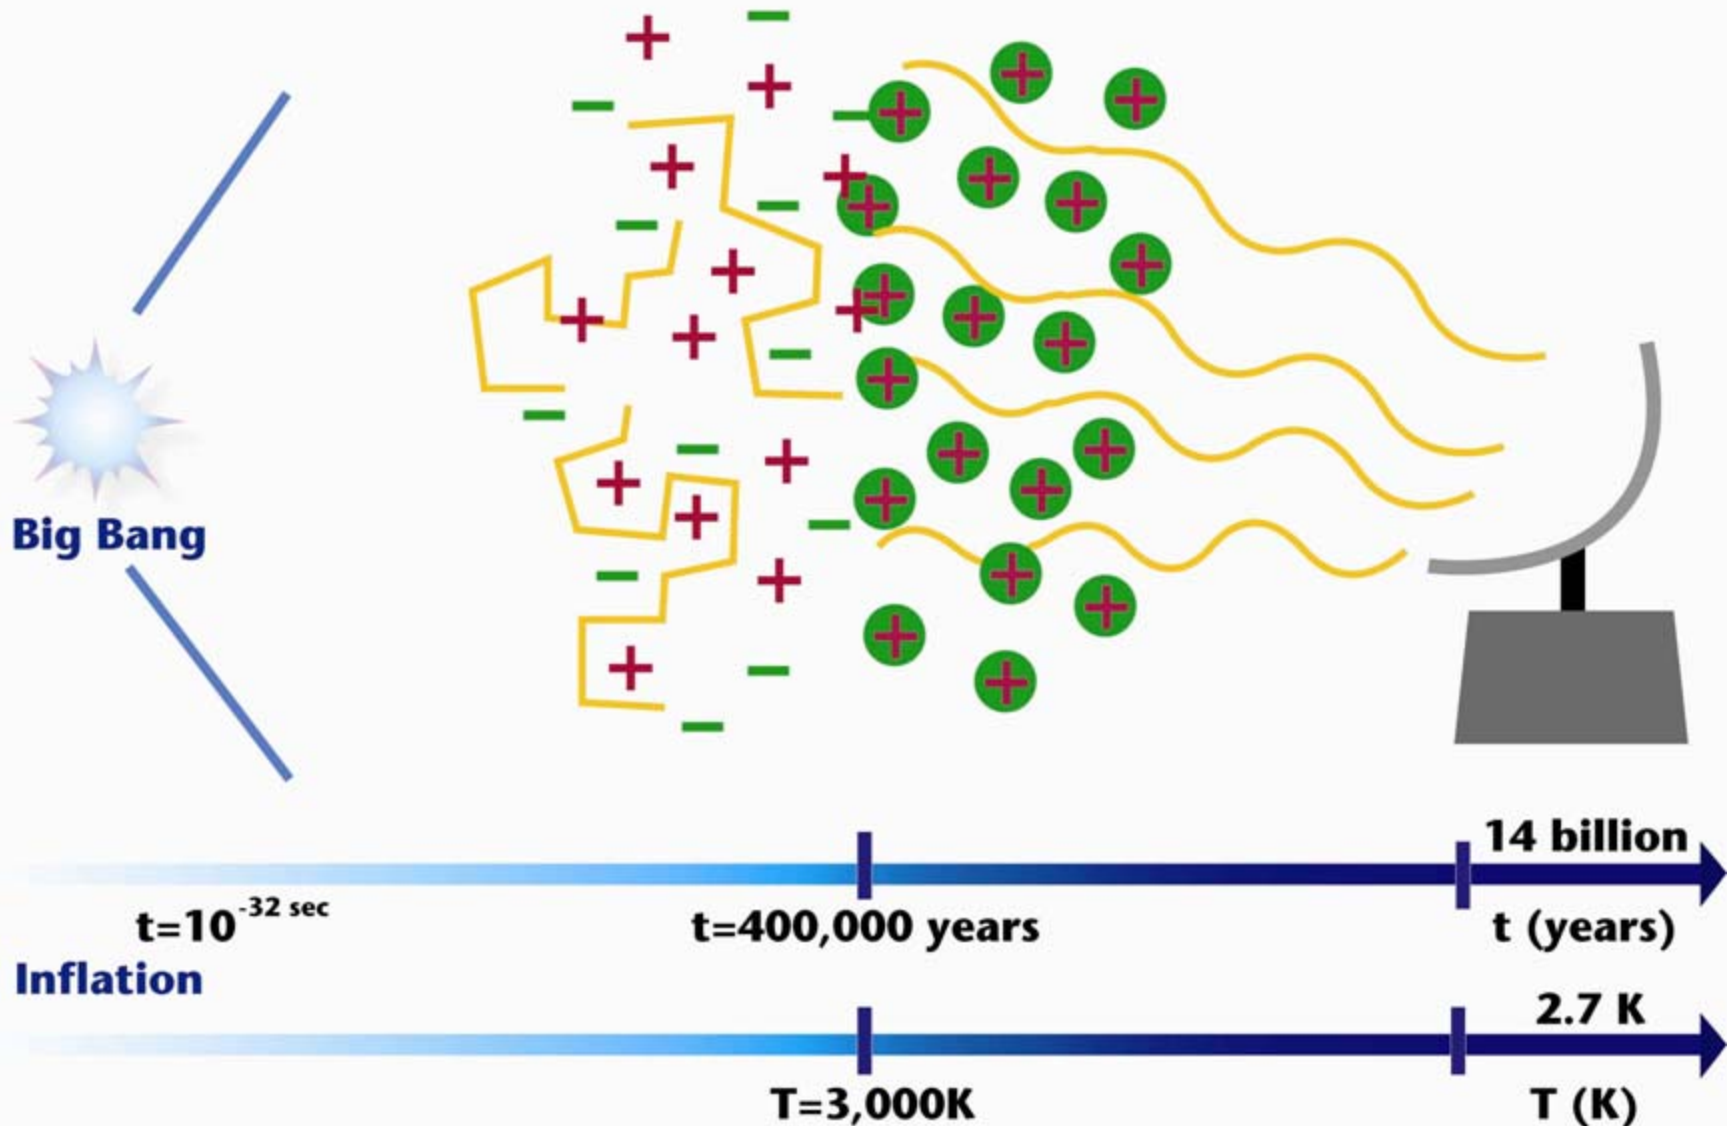 Big Bang
14 billion
t=10-32 sec
t=400,000 years
t (years)
Inflation
2.7 K
T=3,000K
T (K)